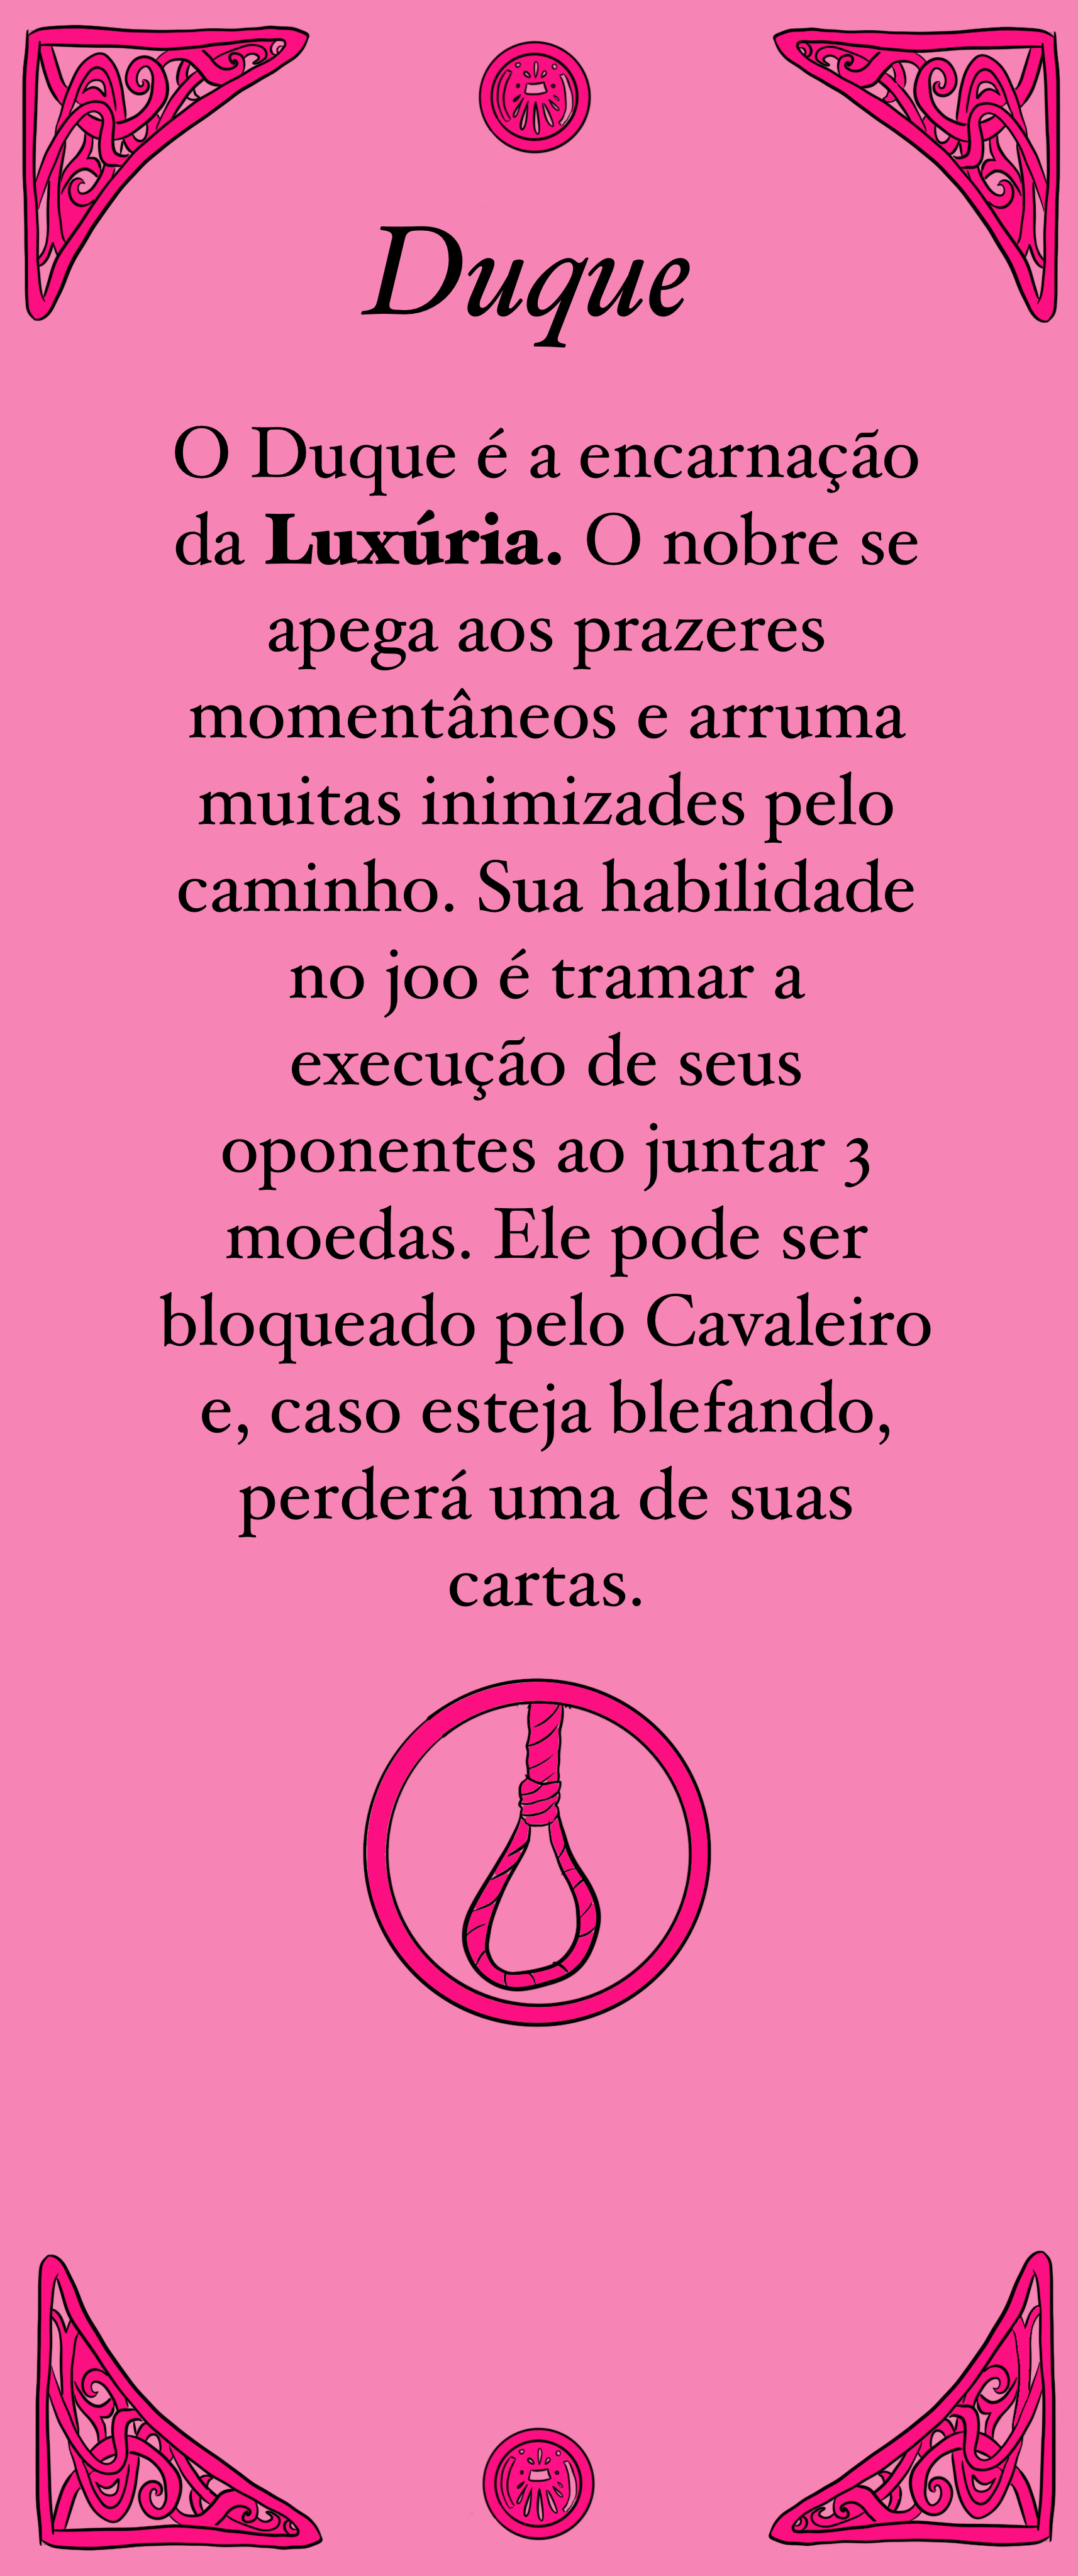 Duque
O Duque é a encarnação
da Luxúria. O nobre se
apega aos prazeres
momentâneos e arruma
muitas inimizades pelo
caminho. Sua habilidade
no joo é tramar a
execução de seus
oponentes ao juntar 3
moedas. Ele pode ser
bloqueado pelo Cavaleiro
e, caso esteja blefando,
perderá uma de suas
cartas.